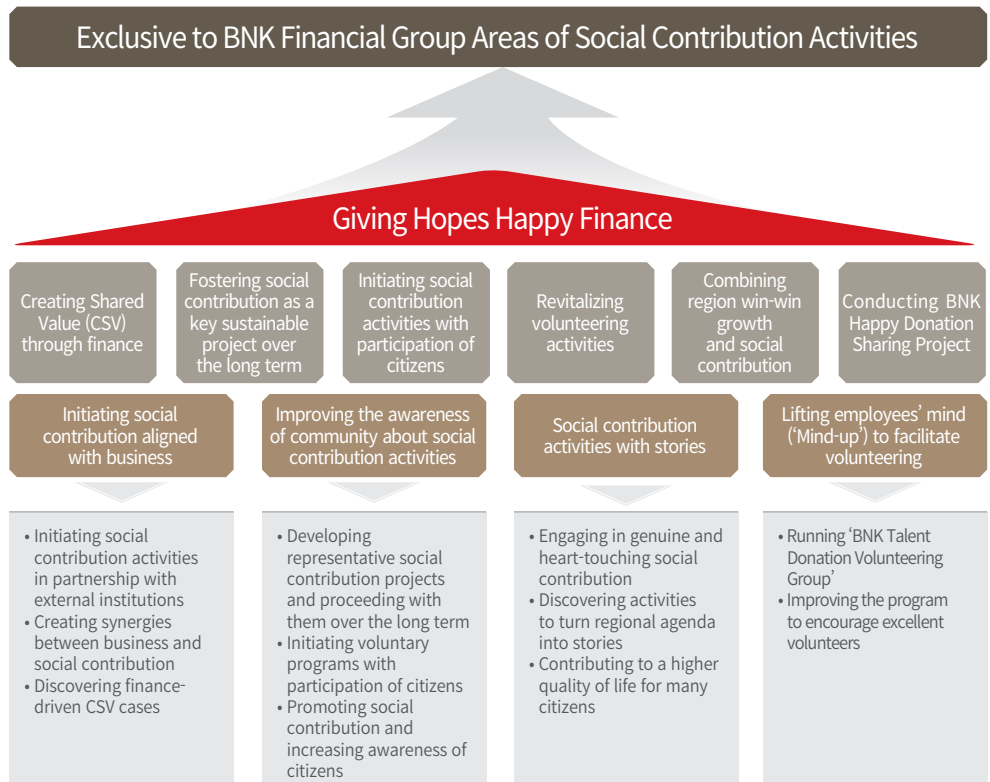 Exclusive to BNK Financial Group Areas of Social Contribution Activities
Giving Hopes Happy Finance
Creating Shared
Value (CSV)
through finance
Fostering social
contribution as a
key sustainable
project over
the long term
Initiating social
contribution
activities with
participation of
citizens
Revitalizing
volunteering
activities
Combining
region win-win
growth
and social
contribution
Conducting BNK
Happy Donation
Sharing Project
Initiating social
contribution aligned
with business
Improving the awareness
of community about social
contribution activities
Social contribution
activities with stories
Lifting employees’ mind
(‘Mind-up’) to facilitate
volunteering
• Initiating social
contribution activities
in partnership with
external institutions
• Creating synergies
between business and
social contribution
• Discovering finance-
driven CSV cases
• Developing
representative social
contribution projects
and proceeding with
them over the long term
• Initiating voluntary
programs with
participation of citizens
• Promoting social
contribution and
increasing awareness of
citizens
• Engaging in genuine and
heart-touching social
contribution
• Discovering activities
to turn regional agenda
into stories
• Contributing to a higher
quality of life for many
citizens
• Running ‘BNK Talent
Donation Volunteering
Group’
• Improving the program
to encourage excellent
volunteers